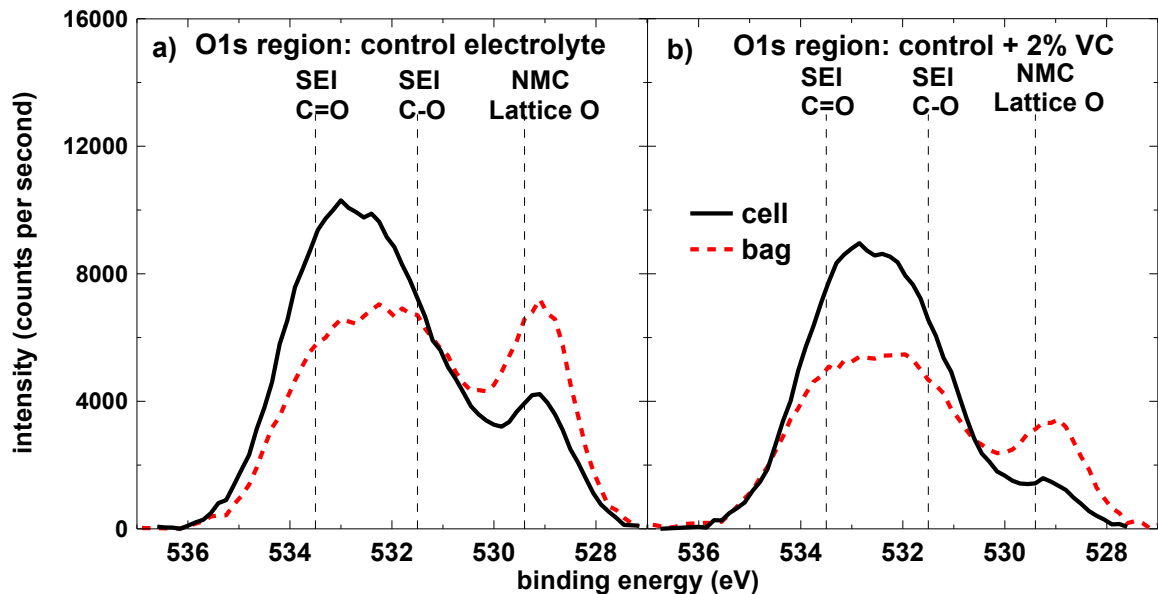 16000
12000
8000
4000
0
intensity (counts per second)
a) O1s region: control electrolyte
SEI
C=O
SEI
C-O
NMC
Lattice O
536
534
532
530
528
b) O1s region: control + 2% VC
SEI
C=O
SEI
C-O
NMC
Lattice O
cell
bag
536
534
532
530
528
binding energy (eV)